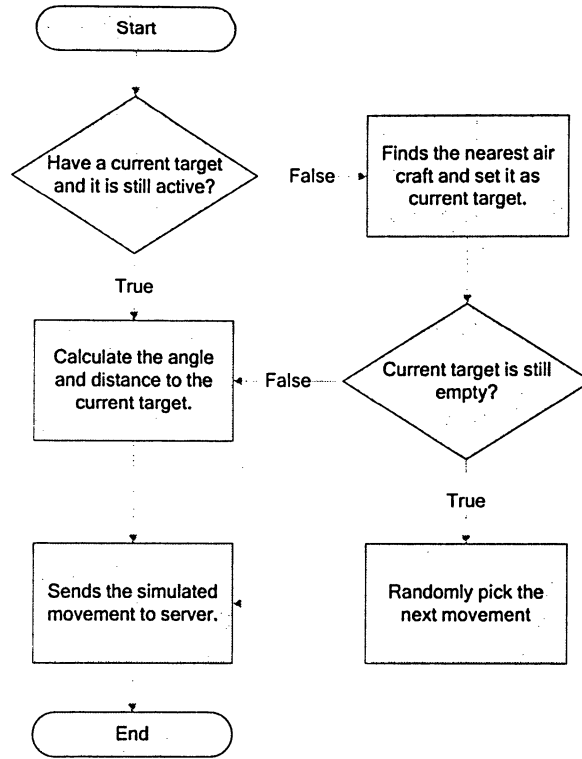 Start
Have a current target
and it is still active?
False
Finds the nearest air
craft and set it as
current target.
True
Calculate the angle
and distance to the
current target.
False
Current target is still
empty?
True
Sends the simulated
movement to server.
Randomly pick the
next movement
End